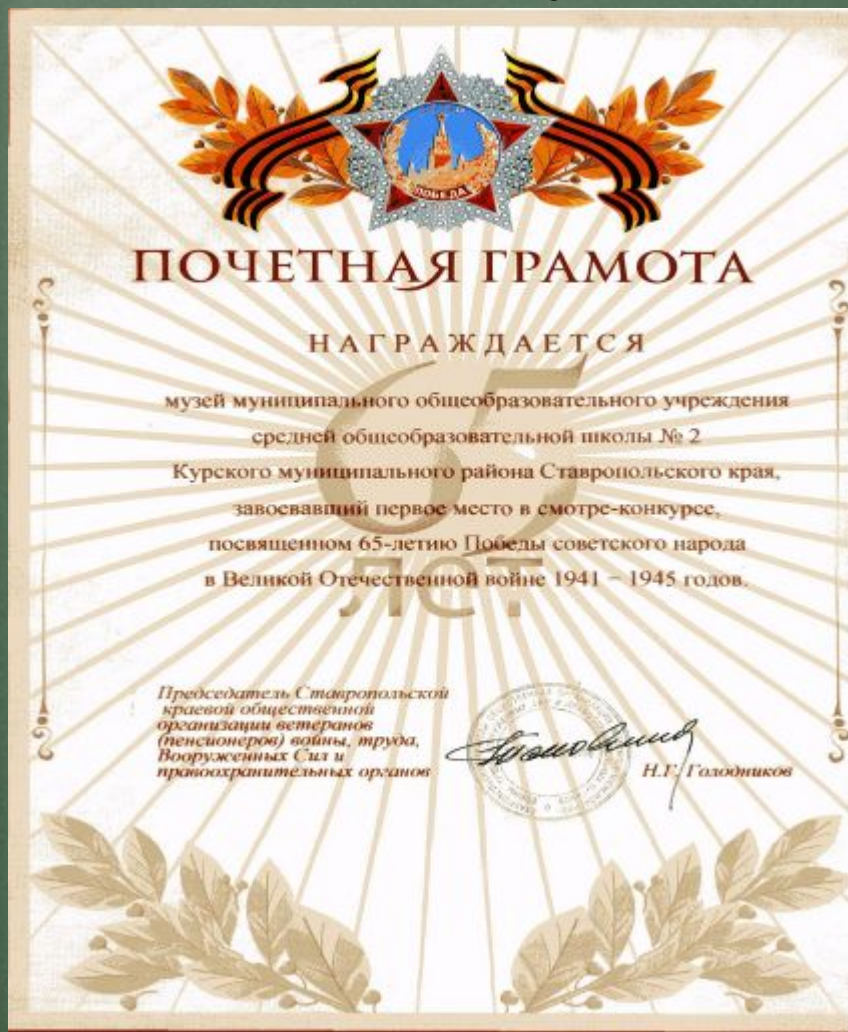 ПОБЕДА
ПОЧЕТНАЯ ГРАМОТА
НАГРАЖДАЕТСЯ
65
ЛЕТ
музей муниципального общеобразовательного учреждения
средней общеобразовательной школы № 2
Курского муниципального района Ставропольского края,
завоевавший первое место в смотре-конкурсе,
посвященном 65-летию Победы советского народа
в Великой Отечественной войне 1941 – 1945 годов.
Председатель Ставропольской
краевой общественной
организации ветеранов
(пенсионеров) войны, труда,
Вооруженных Сил и
правоохранительных органов
Н.Г. Голодников